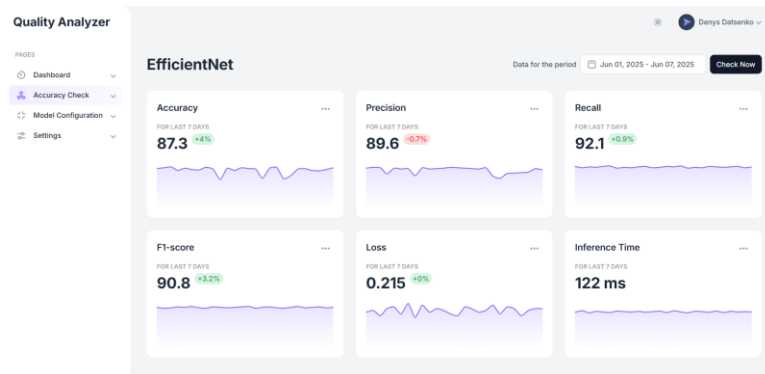 Quality Analyzer
Denys Datsenko
PAGES
Dashboard
Accuracy Check
Model Configuration
Settings
EfficientNet
Data for the period
Jun 01, 2025 - Jun 07, 2025
Check Now
Accuracy
FOR LAST 7 DAYS
87.3 +4%
Precision
FOR LAST 7 DAYS
89.6 -0.7%
Recall
FOR LAST 7 DAYS
92.1 +0.9%
F1-score
FOR LAST 7 DAYS
90.8 +3.2%
Loss
FOR LAST 7 DAYS
0.215 +0%
Inference Time
FOR LAST 7 DAYS
122 ms